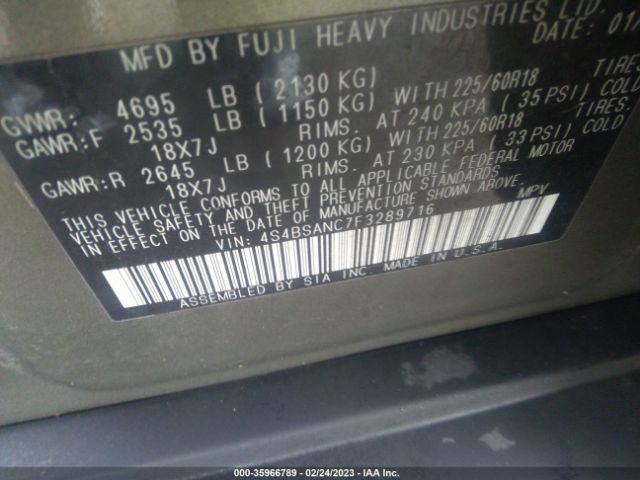 MFD BY FUJI HEAVY INDUSTRIES LTD.
DATE: 01
GVWR: 4695 LB ( 2130 KG)
GAWR:F 2535 LB ( 1150 KG) WITH 225/60R18 TIRES.
18X7J RIMS. AT 240 KPA ( 35 PSI) COLD
GAWR:R 2645 LB ( 1200 KG) WITH 225/60R18 TIRES.
18X7J RIMS. AT 230 KPA ( 33 PSI) COLD
THIS VEHICLE CONFORMS TO ALL APPLICABLE FEDERAL MOTOR
VEHICLE SAFETY AND THEFT PREVENTION STANDARDS
IN EFFECT ON THE DATE OF MANUFACTURE SHOWN ABOVE.
VIN: 4S4BSANC7F3289716 MPV
ASSEMBLED BY SIA INC MADE IN U.S.A
000-35966789 - 02/24/2023 - IAA Inc.